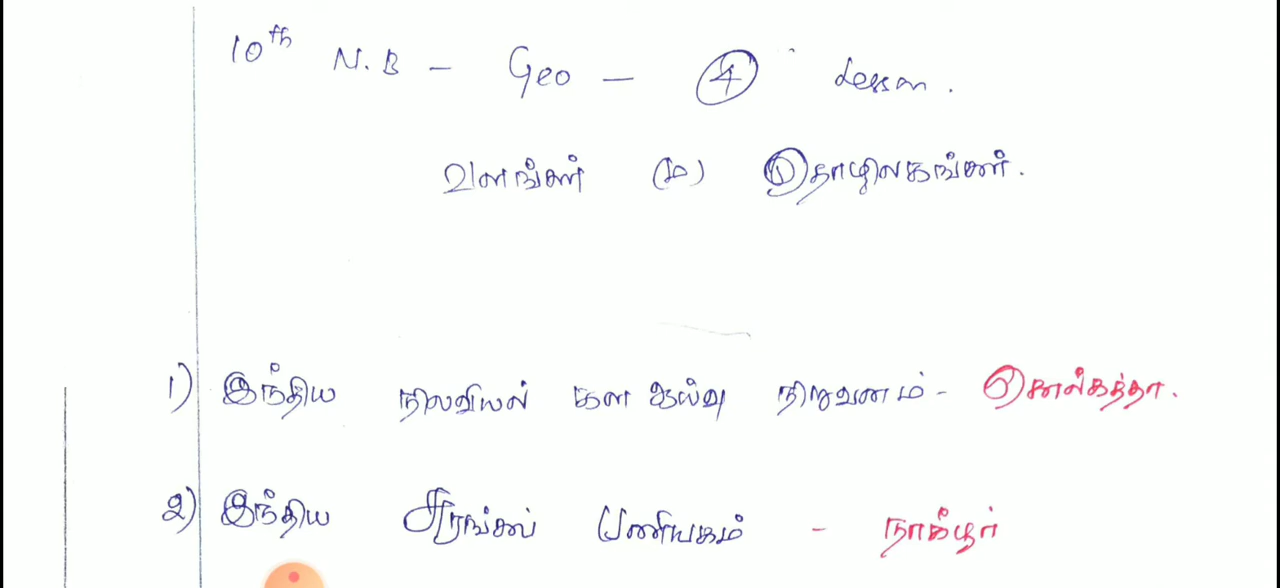 10th N.B - Geo - 4 Lesson.
வளங்கள் (ம) தொழிலகங்கள்.
1) இந்திய நிலவியல் கள ஆய்வு நிறுவனம் - கொல்கத்தா.
2) இந்திய சுரங்கப் பணியகம் - நாக்பூர்